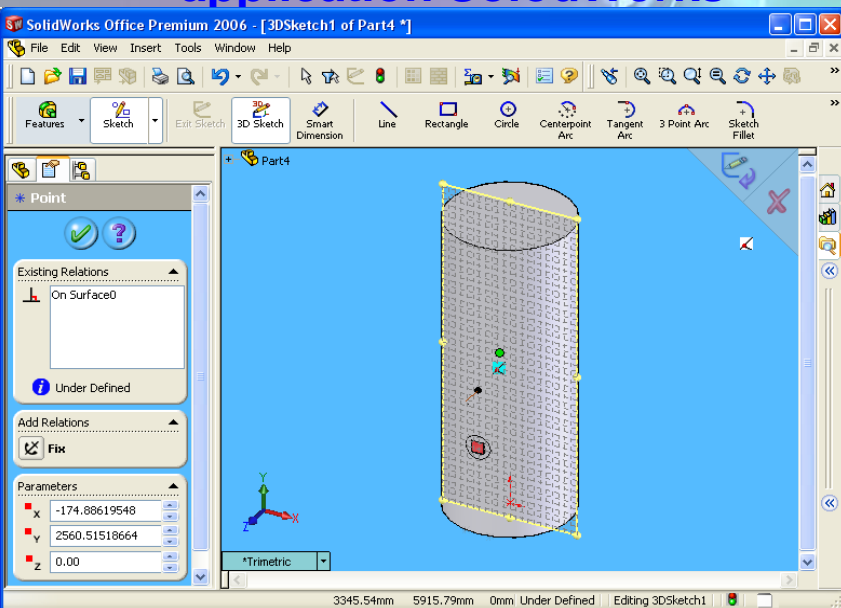 application SolodWorks
SolidWorks Office Premium 2006 - [3DSketch1 of Part4 *]
File Edit View Insert Tools Window Help
Features Sketch Exit Sketch 3D Sketch Smart Dimension Line Rectangle Circle Centerpoint Arc Tangent Arc 3 Point Arc Sketch Fillet
Part4
Point
Existing Relations
On Surface0
Under Defined
Add Relations
Fix
Parameters
X -174.88619548
Y 2560.51518664
Z 0.00
Y
X
Z
*Trimetric
3345.54mm 5915.79mm 0mm Under Defined Editing 3DSketch1